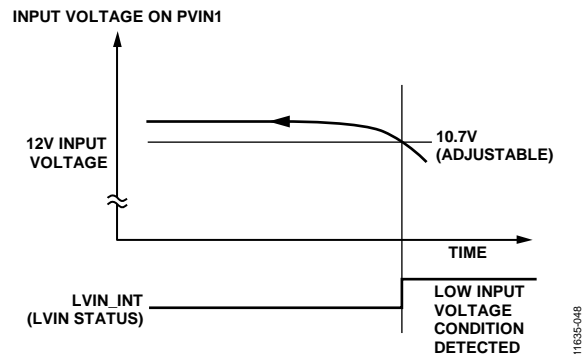 INPUT VOLTAGE ON PVIN1
12V INPUT
VOLTAGE
10.7V
(ADJUSTABLE)
TIME
LVIN_INT
(LVIN STATUS)
LOW INPUT
VOLTAGE
CONDITION
DETECTED
11635-048